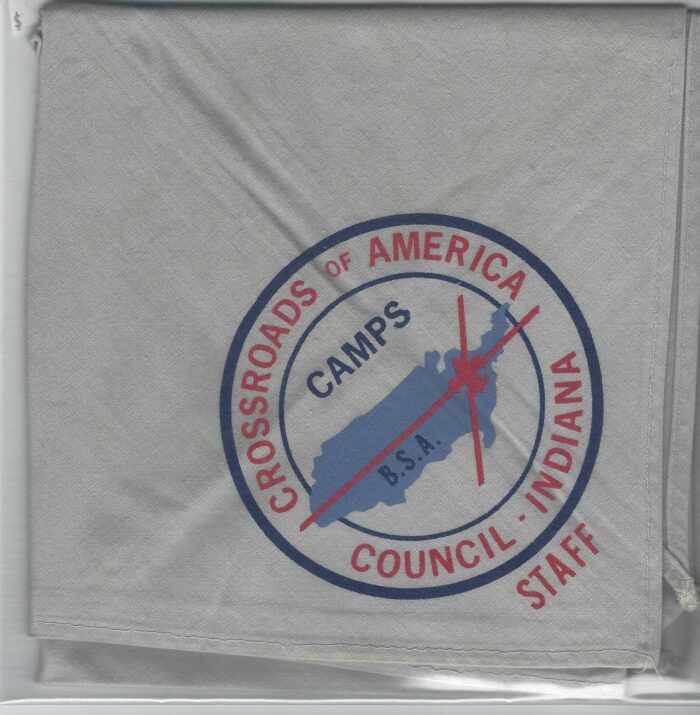 CROSSROADS OF AMERICA
CAMPS
B.S.A.
COUNCIL - INDIANA
STAFF